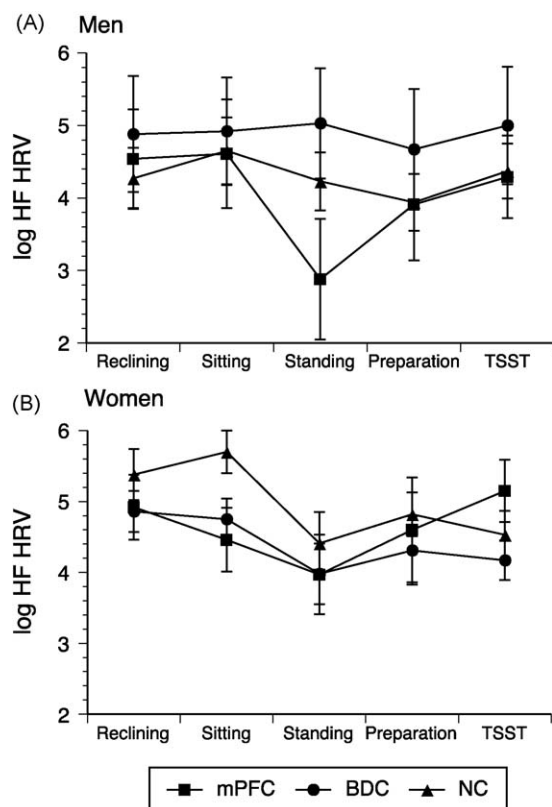 (A) Men
6
5
4
3
2
log HF HRV
Reclining Sitting Standing Preparation TSST
(B) Women
6
5
4
3
2
log HF HRV
Reclining Sitting Standing Preparation TSST
mPFC BDC NC